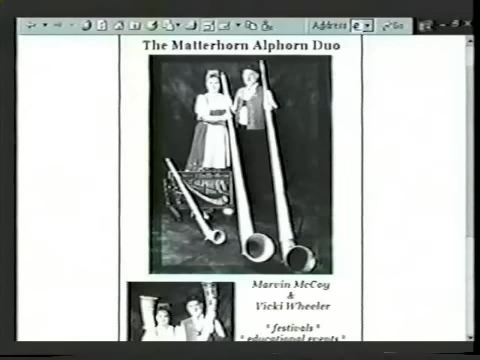 Address
Go
The Matterhorn Alphorn Duo
Marvin McCoy
&
Vicki Wheeler
* festivals *
* educational events *